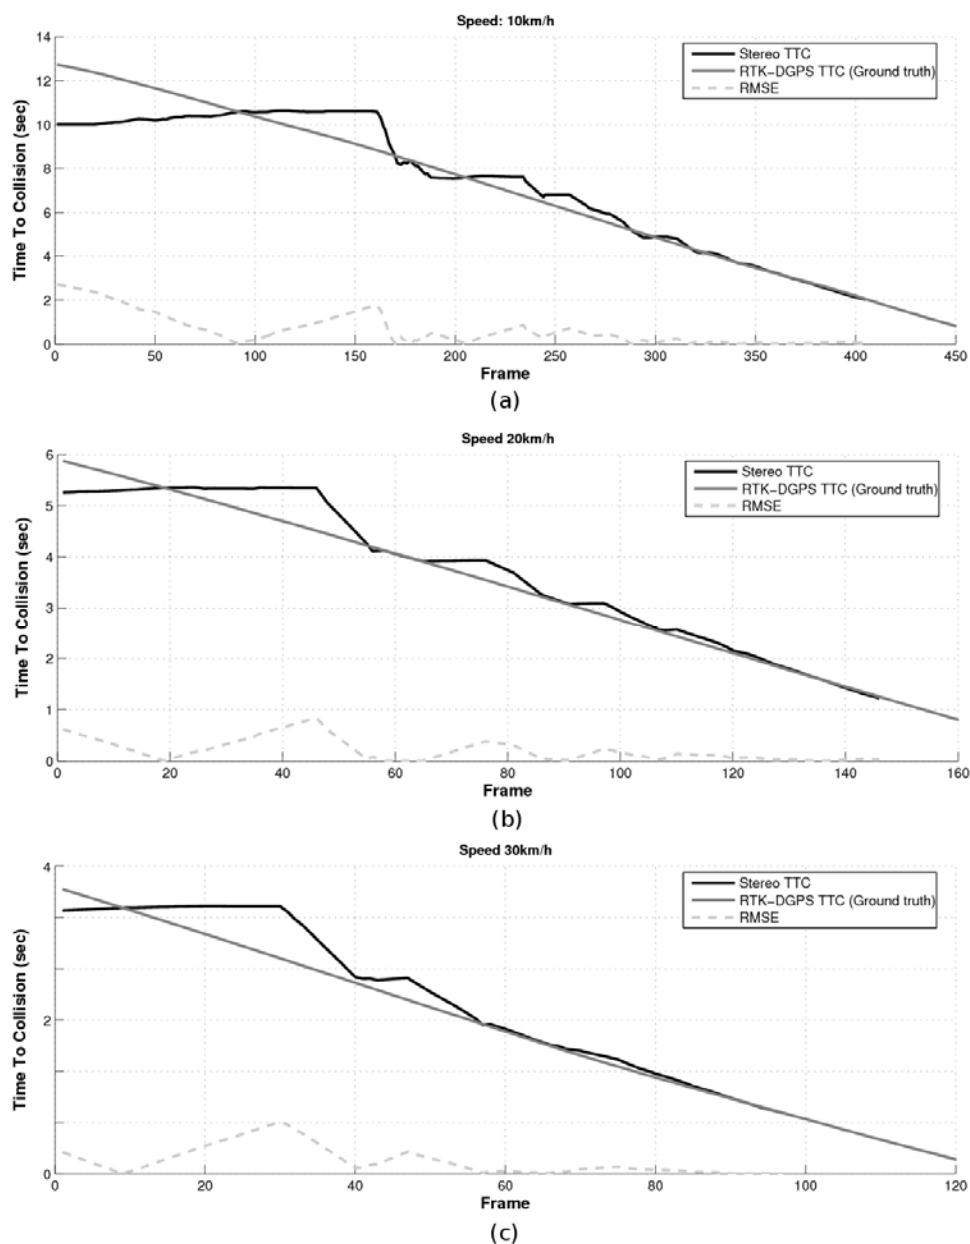 Speed: 10km/h
14
12
10
8
6
4
2
0
Time To Collision (sec)
Stereo TTC
RTK-DGPS TTC (Ground truth)
RMSE
0 50 100 150 200 250 300 350 400 450
Frame
(a)
Speed 20km/h
6
5
4
3
2
1
0
Time To Collision (sec)
Stereo TTC
RTK-DGPS TTC (Ground truth)
RMSE
0 20 40 60 80 100 120 140 160
Frame
(b)
Speed 30km/h
4
2
0
Time To Collision (sec)
Stereo TTC
RTK-DGPS TTC (Ground truth)
RMSE
0 20 40 60 80 100 120
Frame
(c)